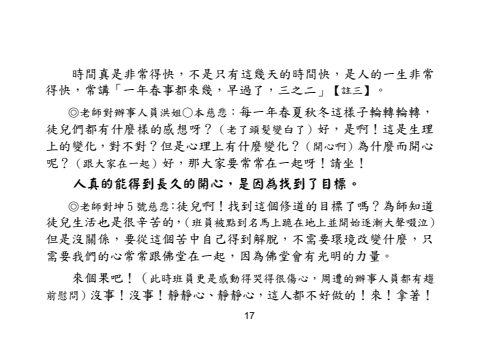 時間真是非常得快，不是只有這幾天的時間快，是人的一生非常
得快，常講「一年春事都來幾，早過了，三之二」【註三】。
◎老師對辦事人員洪姐○本慈悲：每一年春夏秋冬這樣子輪轉輪轉，
徒兒們都有什麼樣的感想呀？（老了頭髮變白了）好，是啊！這是生理
上的變化，對不對？但是心理上有什麼變化？（開心啊）為什麼而開心
呢？（跟大家在一起）好，那大家要常常在一起呀！請坐！
人真的能得到長久的開心，是因為找到了目標。
◎老師對坤 5 號慈悲：徒兒啊！找到這個修道的目標了嗎？為師知道
徒兒生活也是很辛苦的，（班員被點到名馬上跪在地上並開始逐漸大聲啜泣）
但是沒關係，要從這個苦中自己得到解脫，不需要環境改變什麼，只
需要我們的心常常跟佛堂在一起，因為佛堂會有光明的力量。
來個果吧！（此時班員更是感動得哭得很傷心，周遭的辦事人員都有趨
前慰問）沒事！沒事！靜靜心、靜靜心，這人都不好做的！來！拿著！
17